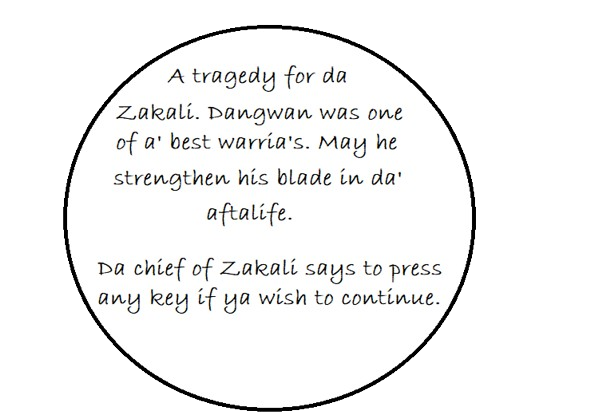 A tragedy for da
Zakali. Dangwan was one
of a' best warria's. May he
strengthen his blade in da'
aftalife.
Da chief of Zakali says to press
any key if ya wish to continue.